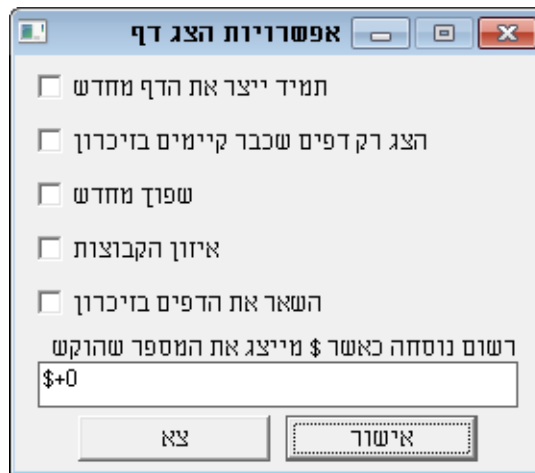 אפשרויות הצג דף
תמיד ייצר את הדף מחדש
הצג רק דפים שכבר קיימים בזיכרון
שפוך מחדש
איזון הקבוצות
השאר את הדפים בזיכרון
רשום נוסחה כאשר $ מייצג את המספר שהוקש
$+0
אישור צא